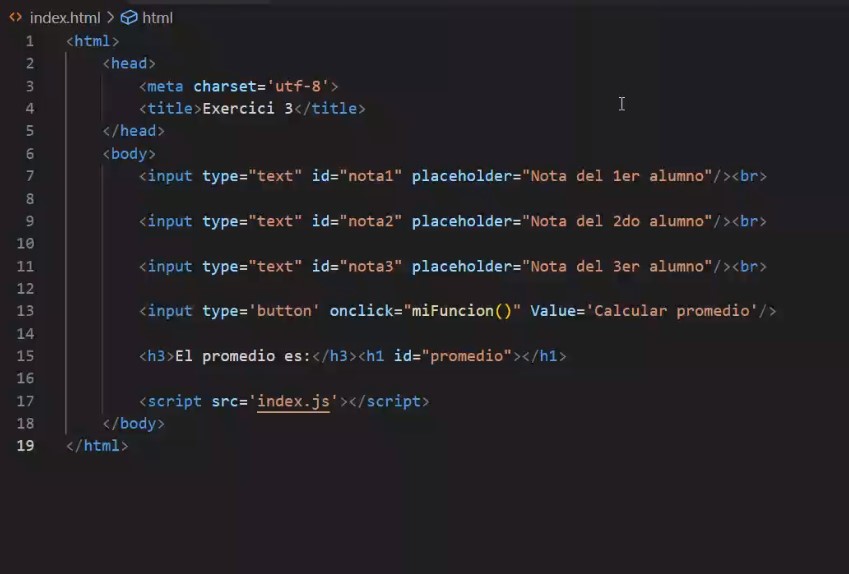 index.html > html
1 <html>
2 <head>
3 <meta charset='utf-8'>
4 <title>Exercici 3</title>
5 </head>
6 <body>
7 <input type="text" id="nota1" placeholder="Nota del 1er alumno"/><br>
8
9 <input type="text" id="nota2" placeholder="Nota del 2do alumno"/><br>
10
11 <input type="text" id="nota3" placeholder="Nota del 3er alumno"/><br>
12
13 <input type='button' onclick="miFuncion()" Value='Calcular promedio'/>
14
15 <h3>El promedio es:</h3><h1 id="promedio"></h1>
16
17 <script src='index.js'></script>
18 </body>
19 </html>